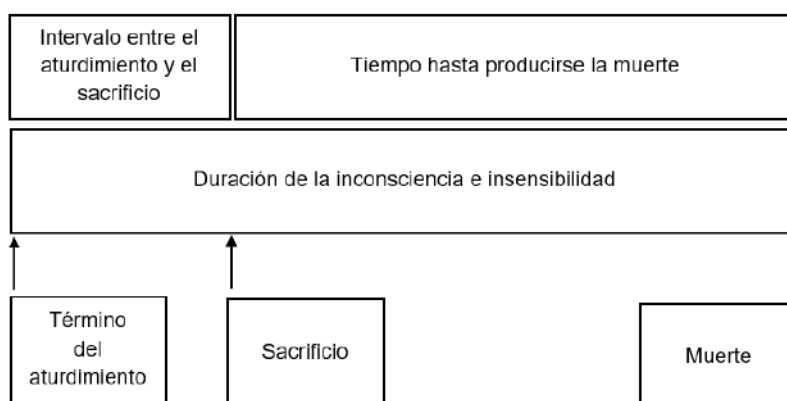 Intervalo entre el
aturdimiento y el
sacrificio
Tiempo hasta producirse la muerte
Duración de la inconsciencia e insensibilidad
Término
del
aturdimiento
Sacrificio
Muerte